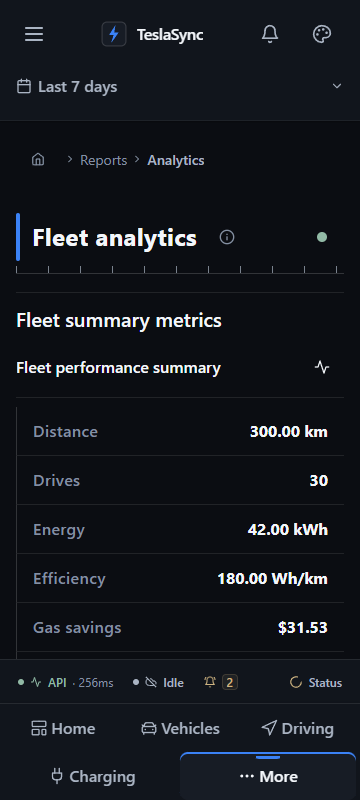 TeslaSync
Last 7 days
Reports Analytics
Fleet analytics
Fleet summary metrics
Fleet performance summary
Distance 300.00 km
Drives 30
Energy 42.00 kWh
Efficiency 180.00 Wh/km
Gas savings $31.53
API · 256ms Idle 2 Status
Home Vehicles Driving
Charging More